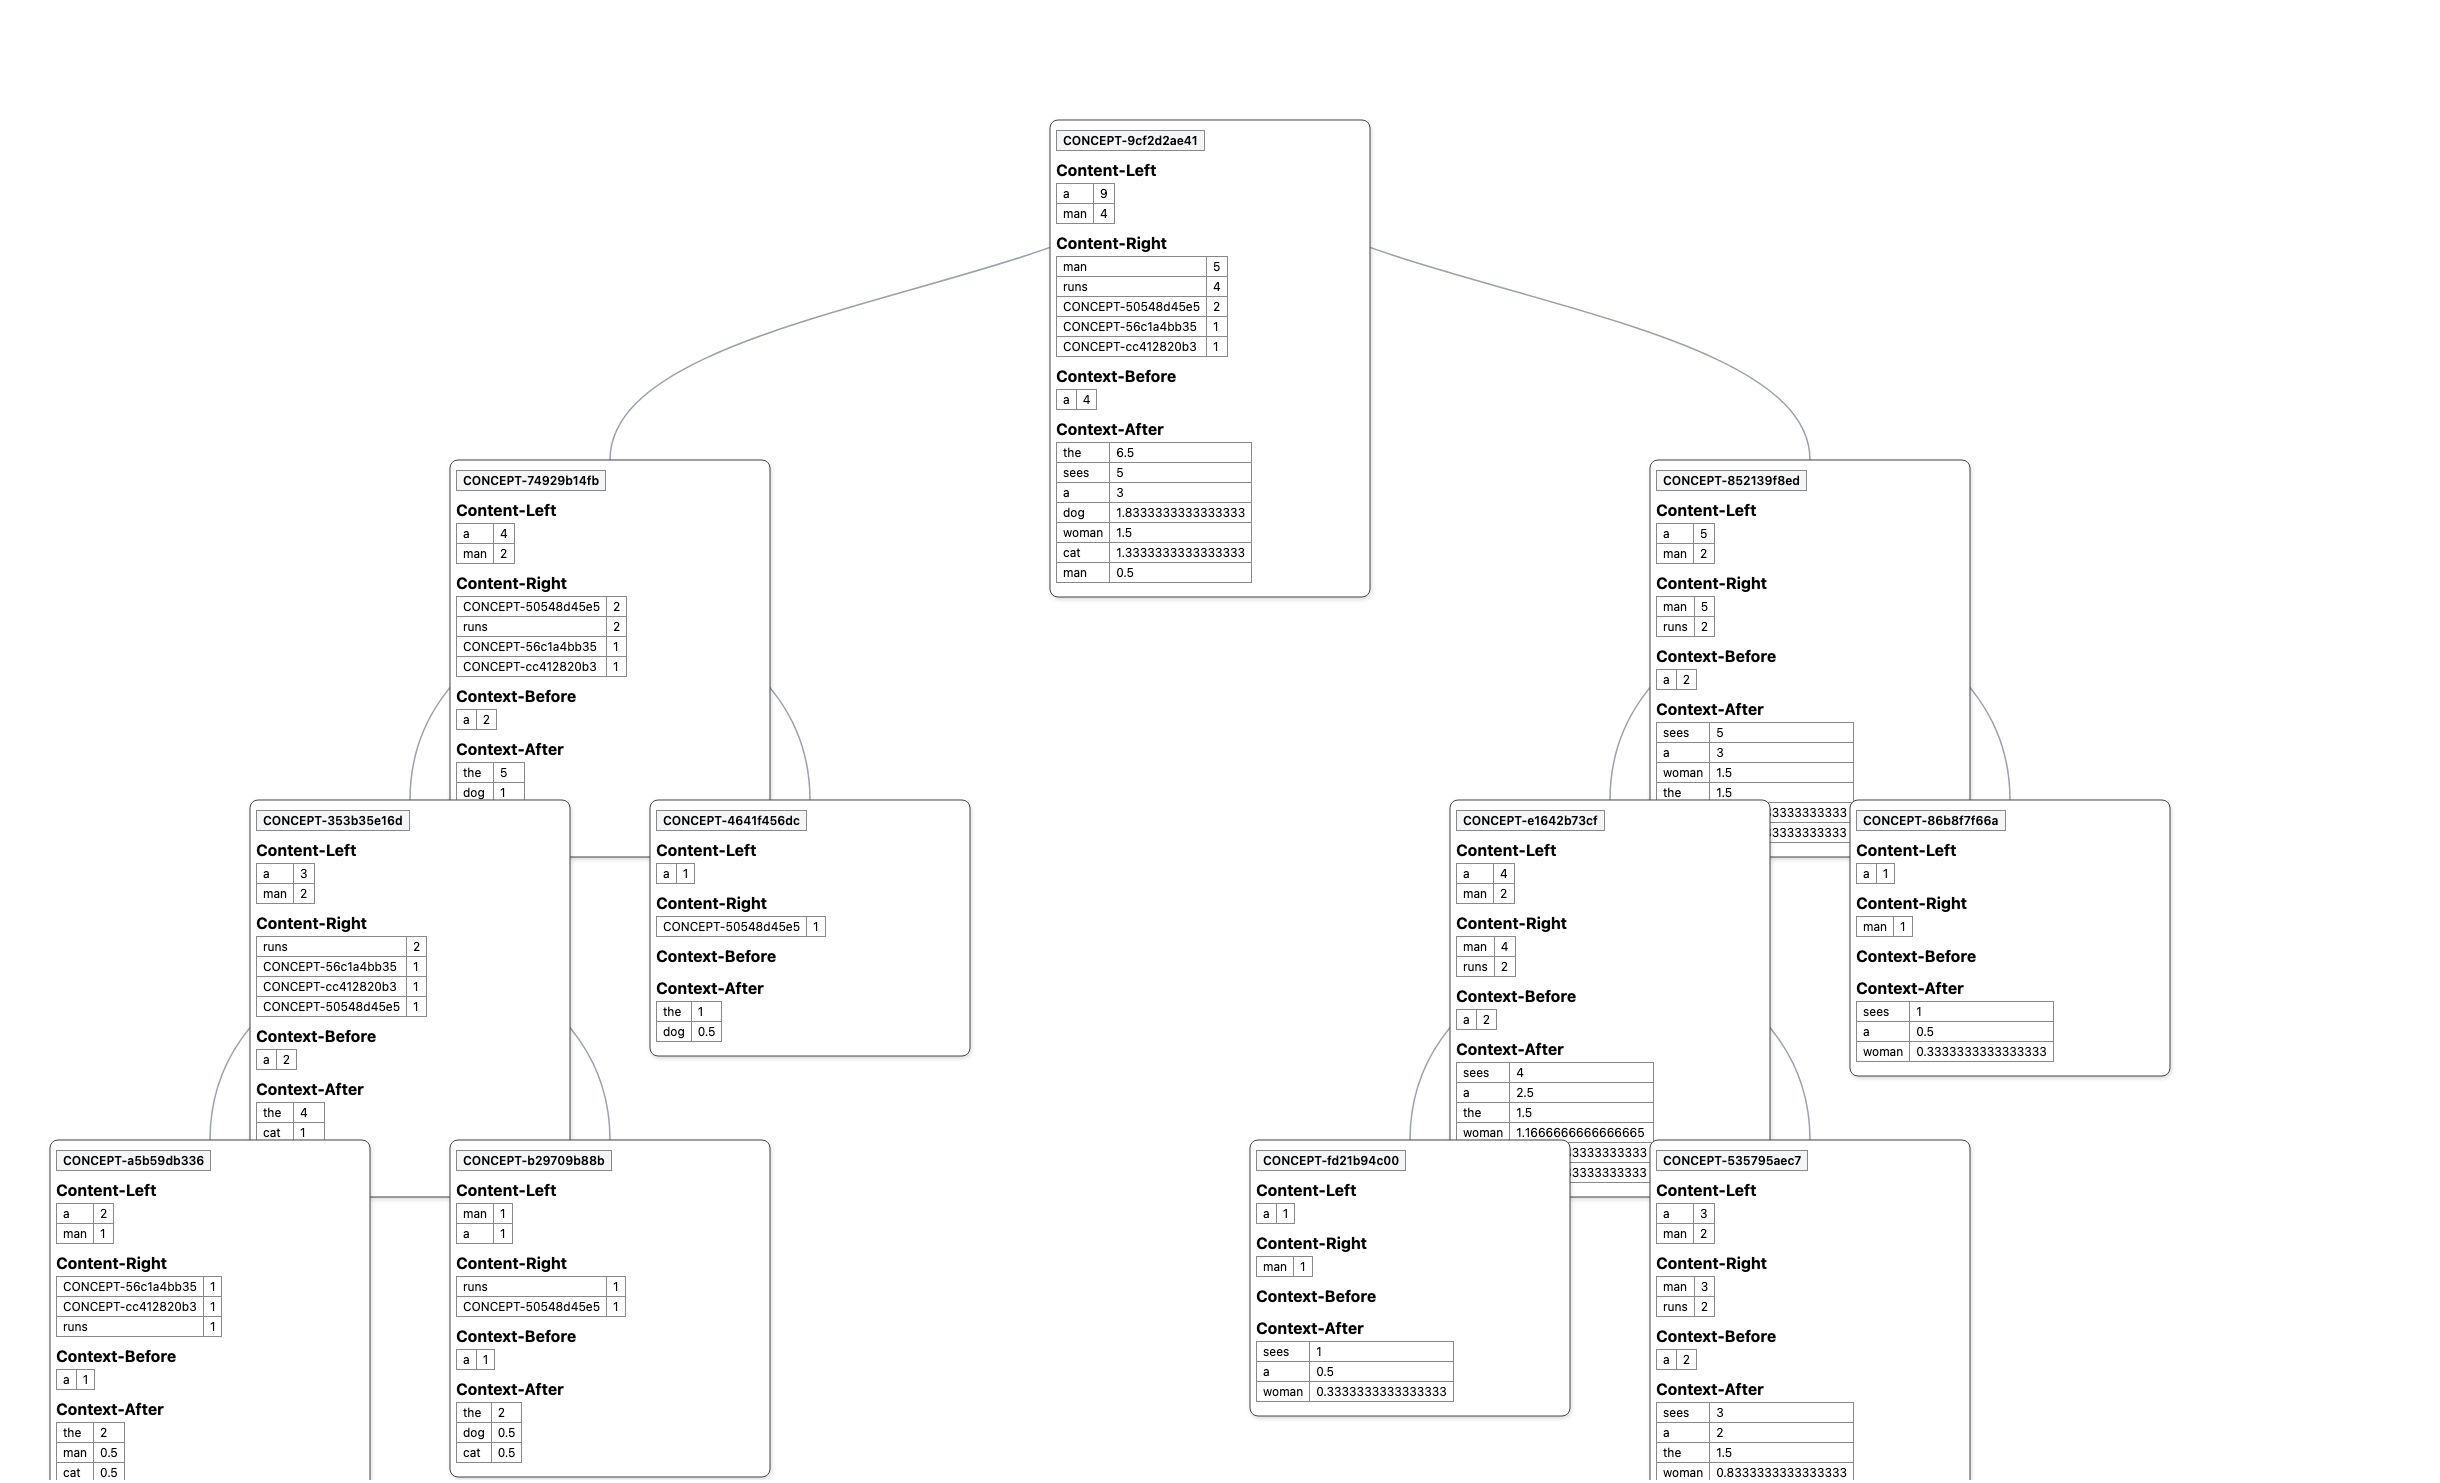 CONCEPT-9cf2d2ae41
Content-Left
a 9
man 4
Content-Right
man 5
runs 4
CONCEPT-50548d45e5 2
CONCEPT-56c1a4bb35 1
CONCEPT-cc412820b3 1
Context-Before
a 4
Context-After
the 6.5
sees 5
a 3
dog 1.8333333333333333
woman 1.5
cat 1.3333333333333333
man 0.5
CONCEPT-74929b14fb
Content-Left
a 4
man 2
Content-Right
CONCEPT-50548d45e5 2
runs 2
CONCEPT-56c1a4bb35 1
CONCEPT-cc412820b3 1
Context-Before
a 2
Context-After
the 5
dog 1
CONCEPT-852139f8ed
Content-Left
a 5
man 2
Content-Right
man 5
runs 2
Context-Before
a 2
Context-After
sees 5
a 3
woman 1.5
the 1.5
CONCEPT-353b35e16d
Content-Left
a 3
man 2
Content-Right
runs 2
CONCEPT-56c1a4bb35 1
CONCEPT-cc412820b3 1
CONCEPT-50548d45e5 1
Context-Before
a 2
Context-After
the 4
cat 1
CONCEPT-4641f456dc
Content-Left
a 1
Content-Right
CONCEPT-50548d45e5 1
Context-Before
Context-After
the 1
dog 0.5
CONCEPT-e1642b73cf
Content-Left
a 4
man 2
Content-Right
man 4
runs 2
Context-Before
a 2
Context-After
sees 4
a 2.5
the 1.5
woman 1.1666666666666665
CONCEPT-86b8f7f66a
Content-Left
a 1
Content-Right
man 1
Context-Before
Context-After
sees 1
a 0.5
woman 0.3333333333333333
CONCEPT-a5b59db336
Content-Left
a 2
man 1
Content-Right
CONCEPT-56c1a4bb35 1
CONCEPT-cc412820b3 1
runs 1
Context-Before
a 1
Context-After
the 2
man 0.5
cat 0.5
CONCEPT-b29709b88b
Content-Left
man 1
a 1
Content-Right
runs 1
CONCEPT-50548d45e5 1
Context-Before
a 1
Context-After
the 2
dog 0.5
cat 0.5
CONCEPT-fd21b94c00
Content-Left
a 1
Content-Right
man 1
Context-Before
Context-After
sees 1
a 0.5
woman 0.3333333333333333
CONCEPT-535795aec7
Content-Left
a 3
man 2
Content-Right
man 3
runs 2
Context-Before
a 2
Context-After
sees 3
a 2
the 1.5
woman 0.8333333333333333